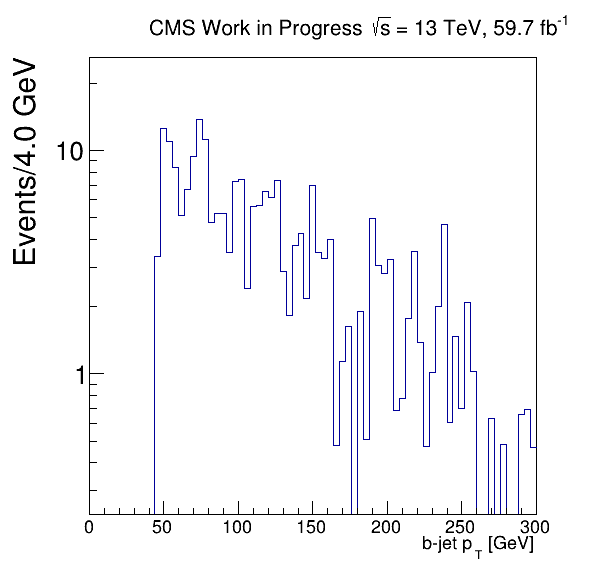 CMS Work in Progress √s = 13 TeV, 59.7 fb⁻¹
Events/4.0 GeV
10
1
0 50 100 150 200 250 300
b-jet p_T [GeV]